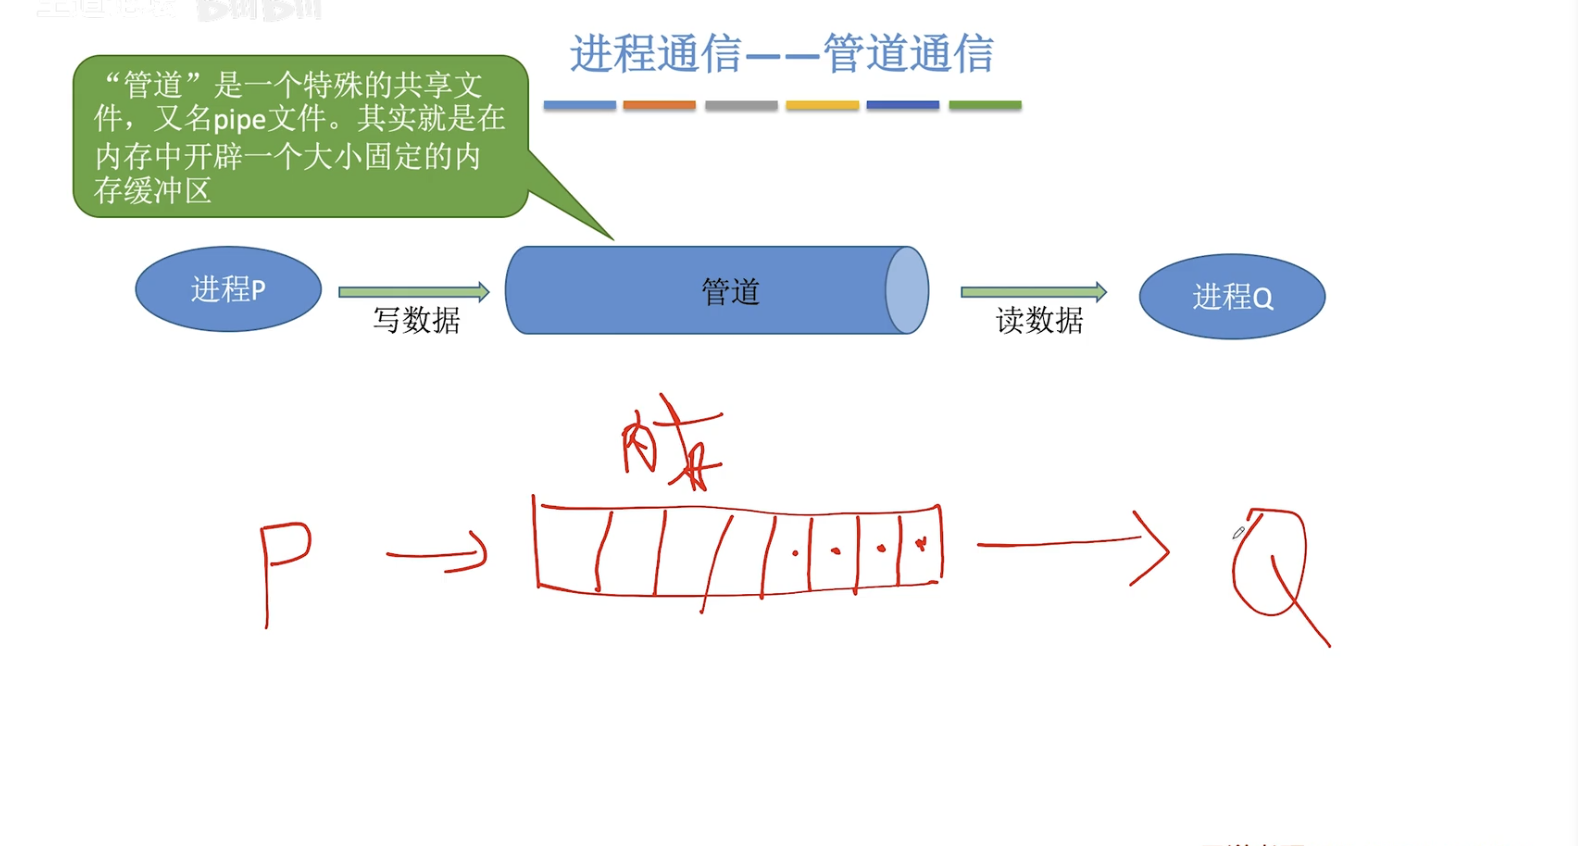 进程通信——管道通信
“管道”是一个特殊的共享文
件，又名pipe文件。其实就是在
内存中开辟一个大小固定的内
存缓冲区
进程P
写数据
管道
读数据
进程Q
内存
P
Q